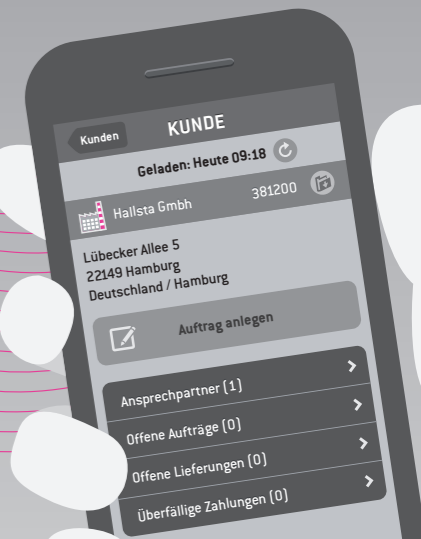 Kunden
KUNDE
Geladen: Heute 09:18
Hallsta Gmbh 381200
Lübecker Allee 5
22149 Hamburg
Deutschland / Hamburg
Auftrag anlegen
Ansprechpartner (1)
Offene Aufträge (0)
Offene Lieferungen (0)
Überfällige Zahlungen (0)